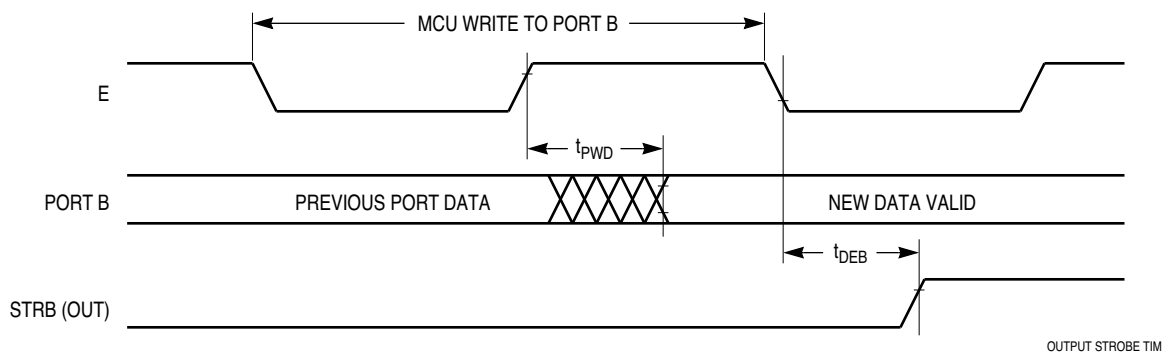 MCU WRITE TO PORT B
E
tPWD
PORT B
PREVIOUS PORT DATA
NEW DATA VALID
tDEB
STRB (OUT)
OUTPUT STROBE TIM